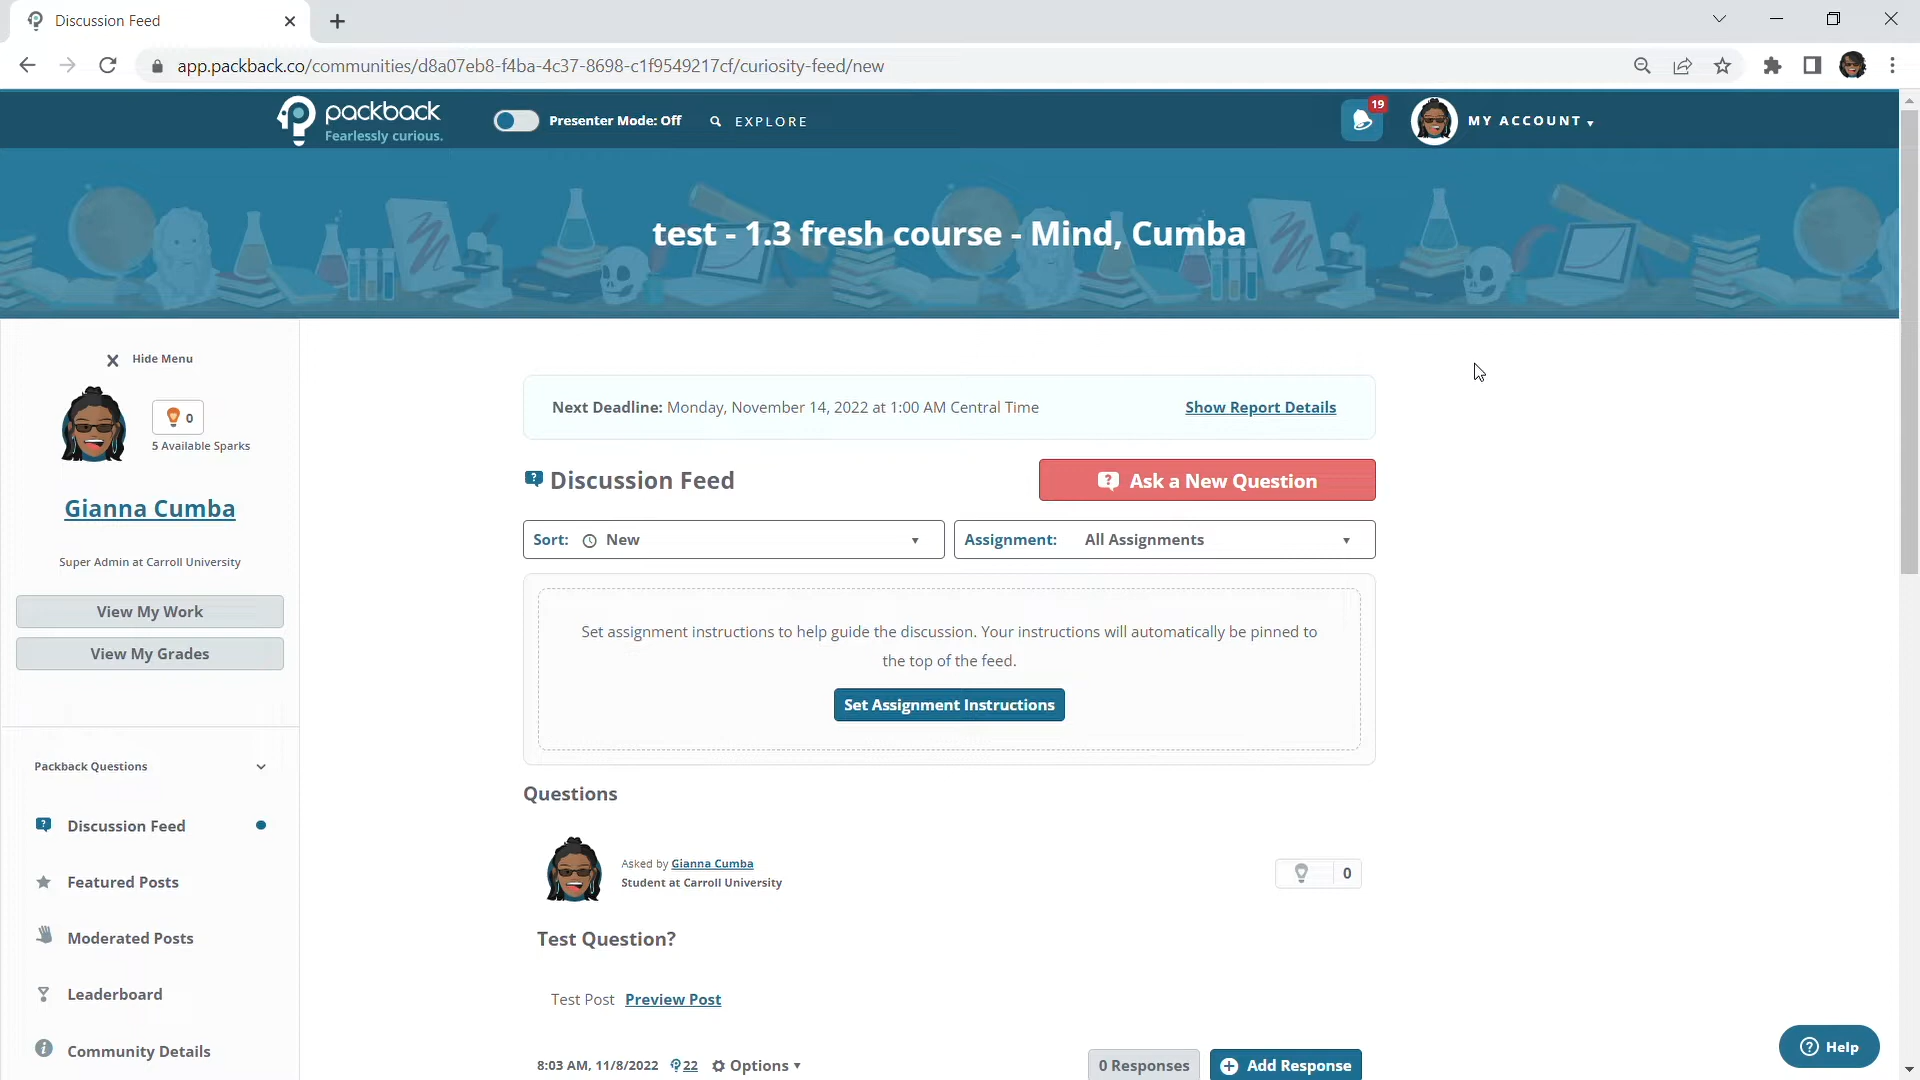 Discussion Feed
app.packback.co/communities/d8a07eb8-f4ba-4c37-8698-c1f9549217cf/curiosity-feed/new
packback
Fearlessly curious.
Presenter Mode: Off
EXPLORE
19
MY ACCOUNT
test - 1.3 fresh course - Mind, Cumba
Hide Menu
0
5 Available Sparks
Gianna Cumba
Super Admin at Carroll University
View My Work
View My Grades
Packback Questions
Discussion Feed
Featured Posts
Moderated Posts
Leaderboard
Community Details
Next Deadline: Monday, November 14, 2022 at 1:00 AM Central Time
Show Report Details
Discussion Feed
Ask a New Question
Sort: New
Assignment: All Assignments
Set assignment instructions to help guide the discussion. Your instructions will automatically be pinned to
the top of the feed.
Set Assignment Instructions
Questions
Asked by Gianna Cumba
Student at Carroll University
0
Test Question?
Test Post Preview Post
8:03 AM, 11/8/2022 22 Options
0 Responses
Add Response
Help